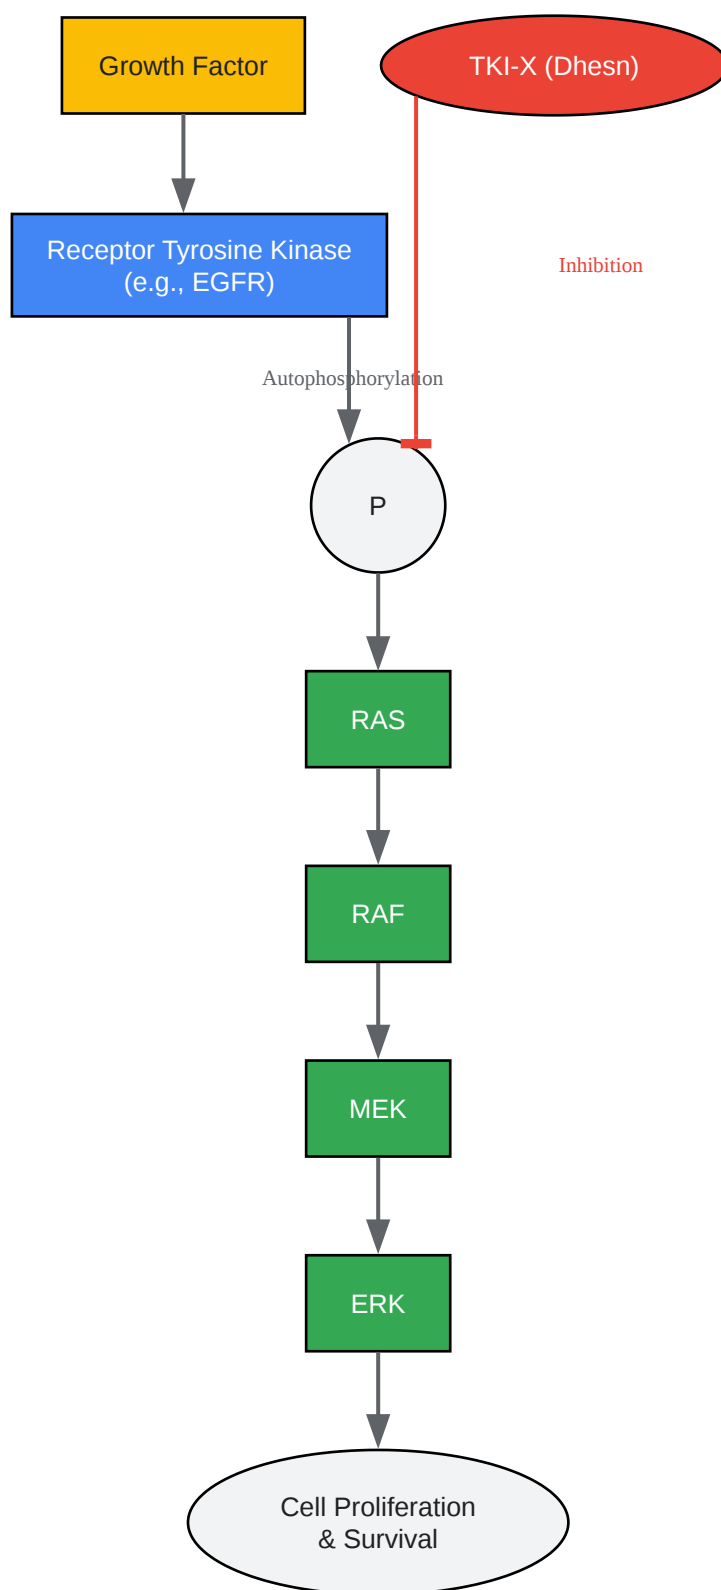 Growth Factor
TKI-X (Dhesn)
Receptor Tyrosine Kinase
(e.g., EGFR)
Inhibition
Autophosphorylation
P
RAS
RAF
MEK
ERK
Cell Proliferation
& Survival